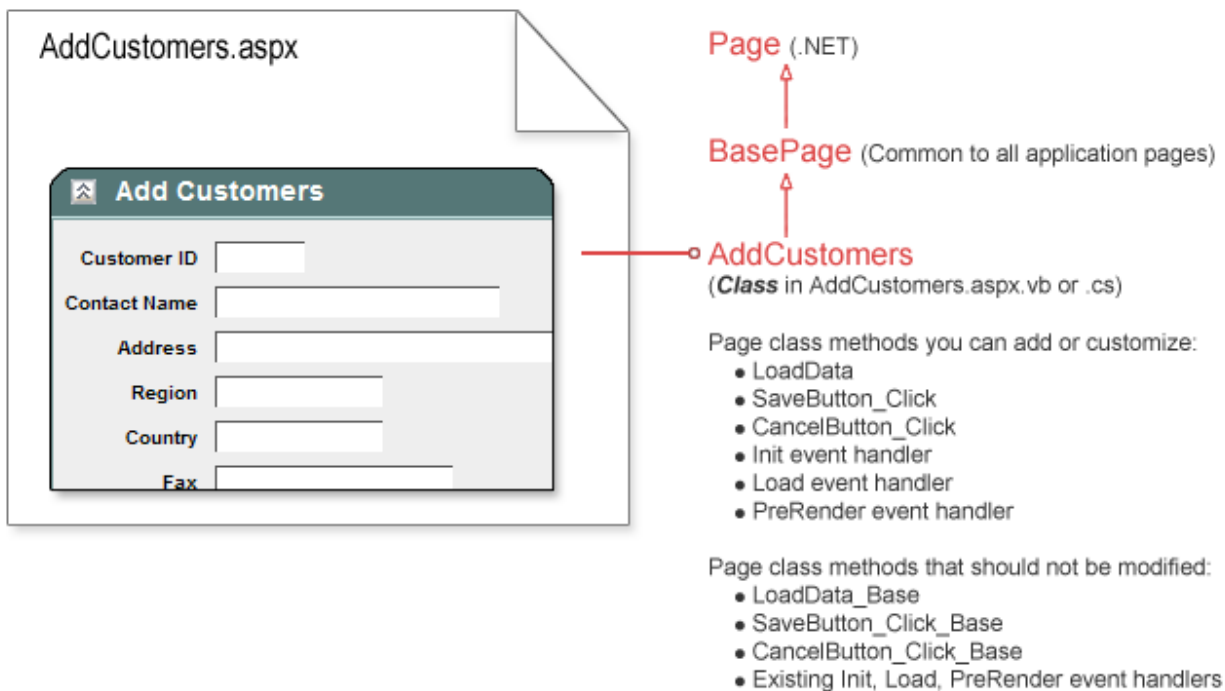 AddCustomers.aspx
Add Customers
Customer ID
Contact Name
Address
Region
Country
Fax
Page (.NET)
BasePage (Common to all application pages)
AddCustomers
(Class in AddCustomers.aspx.vb or .cs)
Page class methods you can add or customize:
• LoadData
• SaveButton_Click
• CancelButton_Click
• Init event handler
• Load event handler
• PreRender event handler
Page class methods that should not be modified:
• LoadData_Base
• SaveButton_Click_Base
• CancelButton_Click_Base
• Existing Init, Load, PreRender event handlers